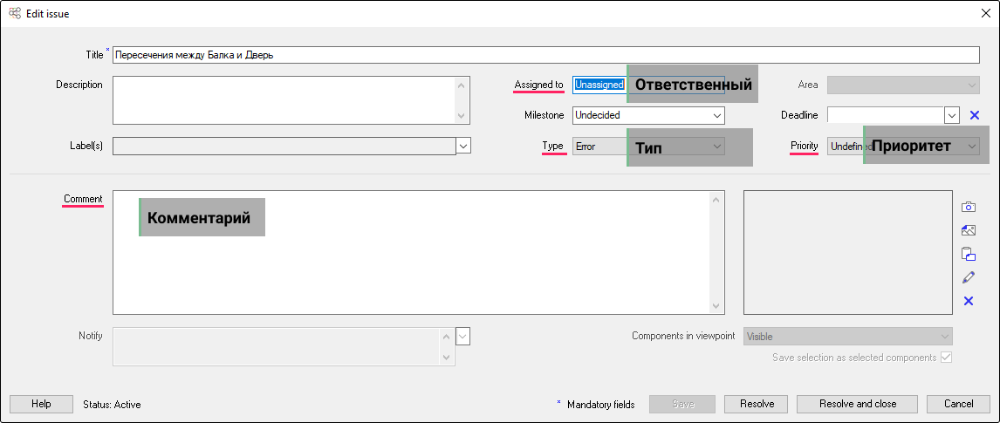 Edit issue
Title * Пересечения между Балка и Дверь
Description
Assigned to Unassigned Ответственный
Area
Milestone Undecided
Deadline
Label(s)
Type Error Тип
Priority Undefined Приоритет
Comment
Комментарий
Notify
Components in viewpoint Visible
Save selection as selected components
Help Status: Active
* Mandatory fields Save Resolve Resolve and close Cancel